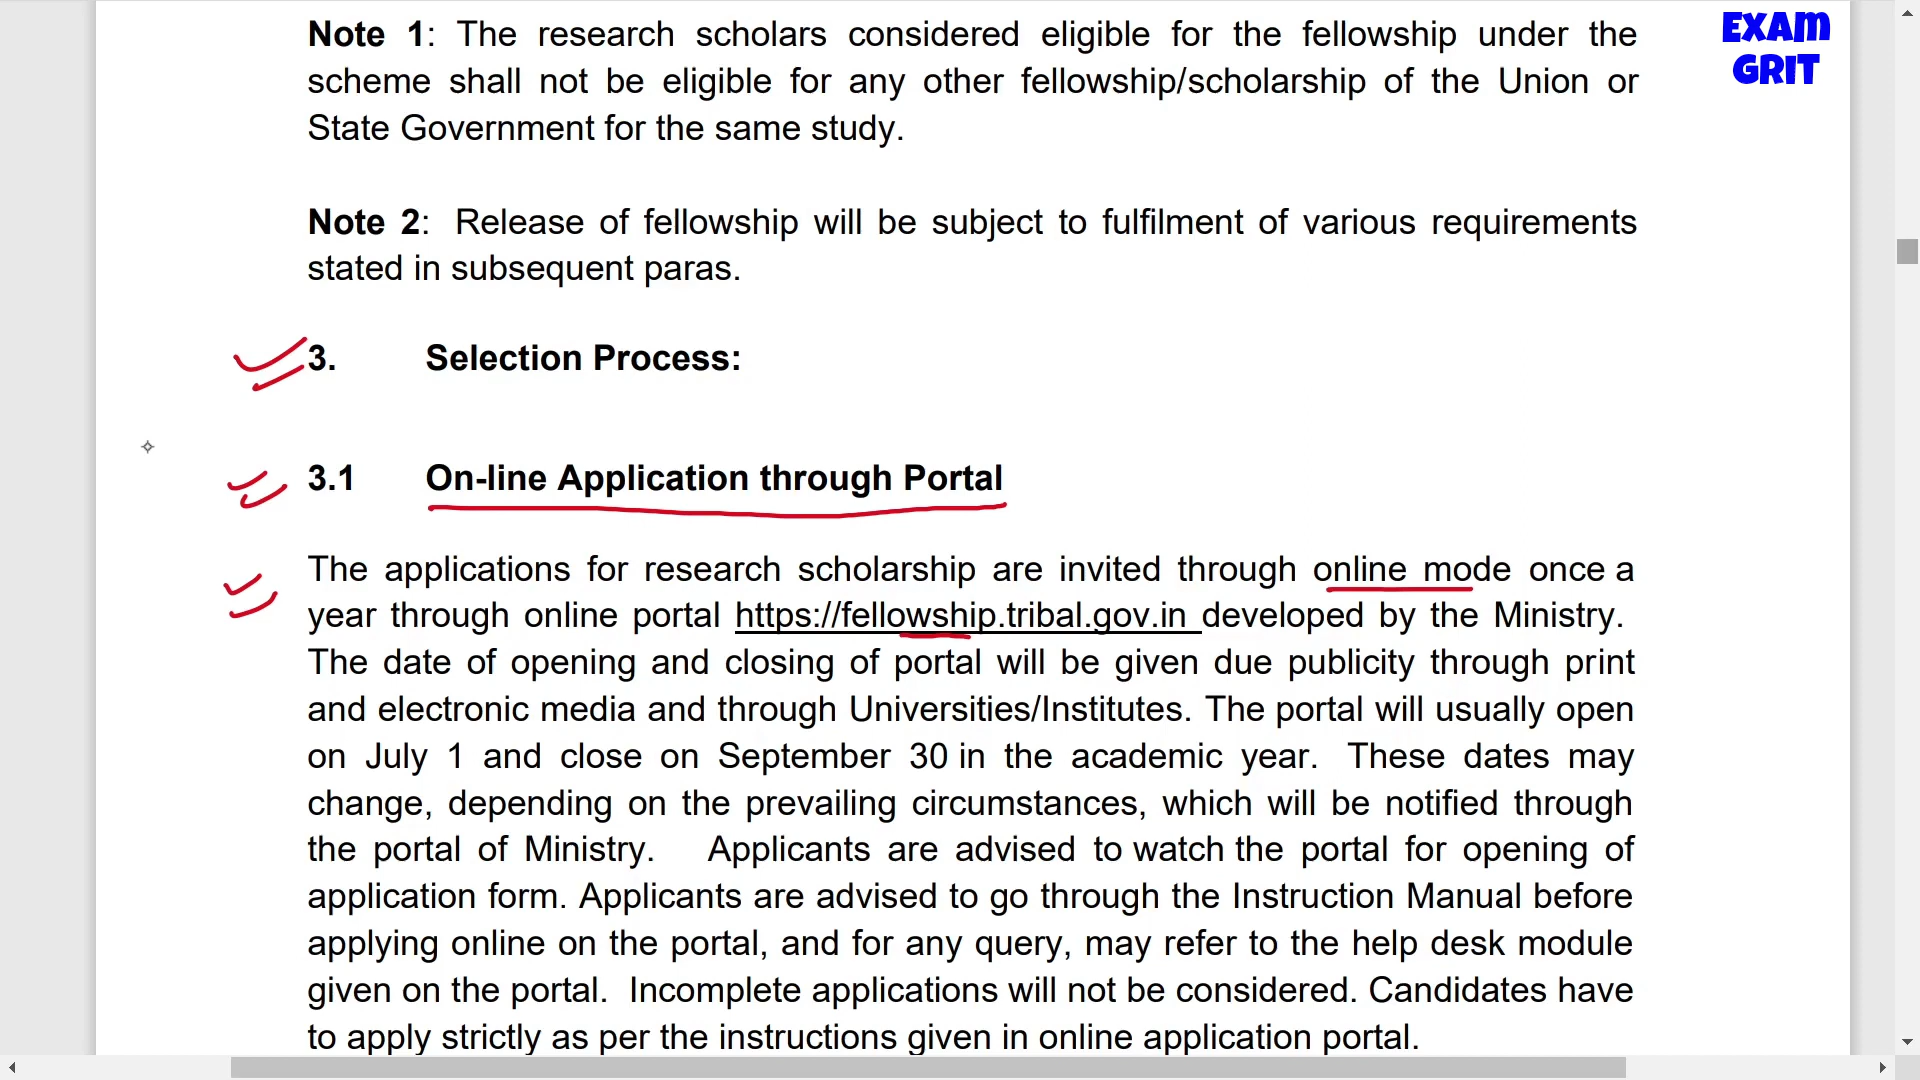 EXAM
GRIT
Note 1: The research scholars considered eligible for the fellowship under the
scheme shall not be eligible for any other fellowship/scholarship of the Union or
State Government for the same study.
Note 2: Release of fellowship will be subject to fulfilment of various requirements
stated in subsequent paras.
3. Selection Process:
3.1 On-line Application through Portal
The applications for research scholarship are invited through online mode once a
year through online portal https://fellowship.tribal.gov.in developed by the Ministry.
The date of opening and closing of portal will be given due publicity through print
and electronic media and through Universities/Institutes. The portal will usually open
on July 1 and close on September 30 in the academic year. These dates may
change, depending on the prevailing circumstances, which will be notified through
the portal of Ministry. Applicants are advised to watch the portal for opening of
application form. Applicants are advised to go through the Instruction Manual before
applying online on the portal, and for any query, may refer to the help desk module
given on the portal. Incomplete applications will not be considered. Candidates have
to apply strictly as per the instructions given in online application portal.